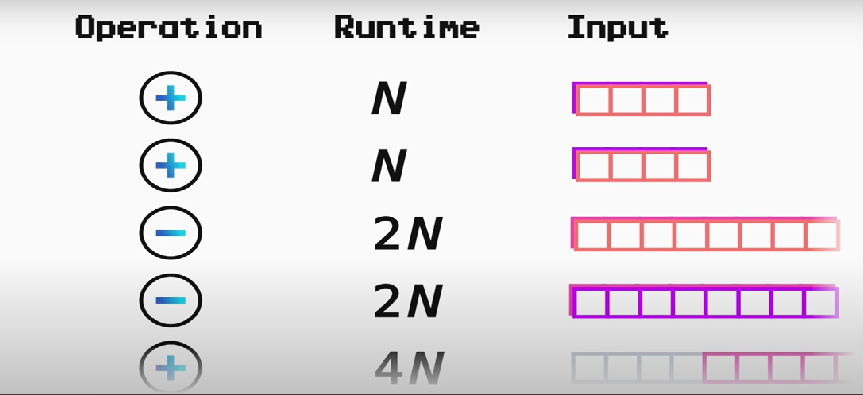 Operation Runtime Input
+ N
+ N
- 2N
- 2N
+ 4N